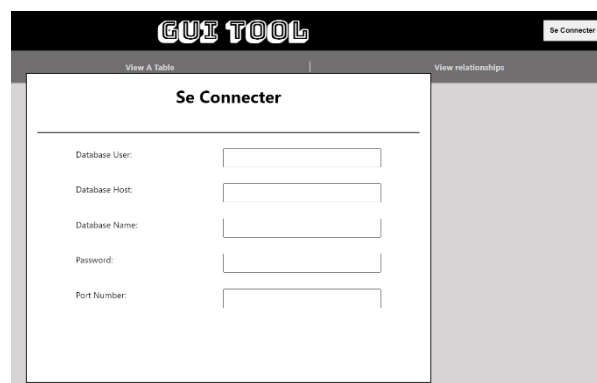 GUI TOOL
Se Connecter
View A Table | View relationships
Se Connecter
Database User:
Database Host:
Database Name:
Password:
Port Number: